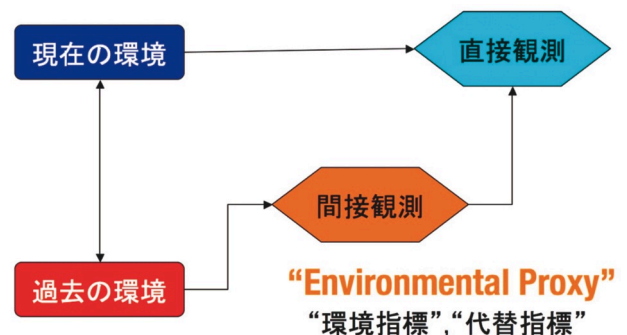 現在の環境
直接観測
間接観測
過去の環境
“Environmental Proxy”
“環境指標”,“代替指標”